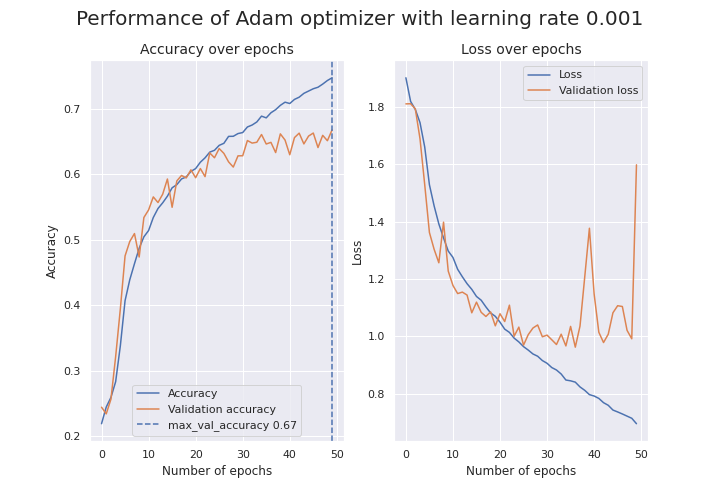 Performance of Adam optimizer with learning rate 0.001
Accuracy over epochs
Accuracy
0.7
0.6
0.5
0.4
0.3
0.2
Accuracy
Validation accuracy
max_val_accuracy 0.67
0 10 20 30 40 50
Number of epochs
Loss over epochs
Loss
Loss
Validation loss
1.8
1.6
1.4
1.2
1.0
0.8
0 10 20 30 40 50
Number of epochs